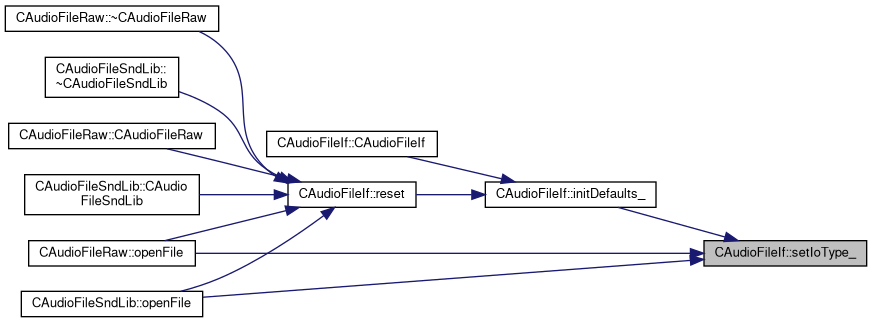 CAudioFileRaw::~CAudioFileRaw
CAudioFileSndLib::
~CAudioFileSndLib
CAudioFileRaw::CAudioFileRaw
CAudioFileSndLib::CAudio
FileSndLib
CAudioFileRaw::openFile
CAudioFileSndLib::openFile
CAudioFileIf::CAudioFileIf
CAudioFileIf::reset
CAudioFileIf::initDefaults_
CAudioFileIf::setIoType_